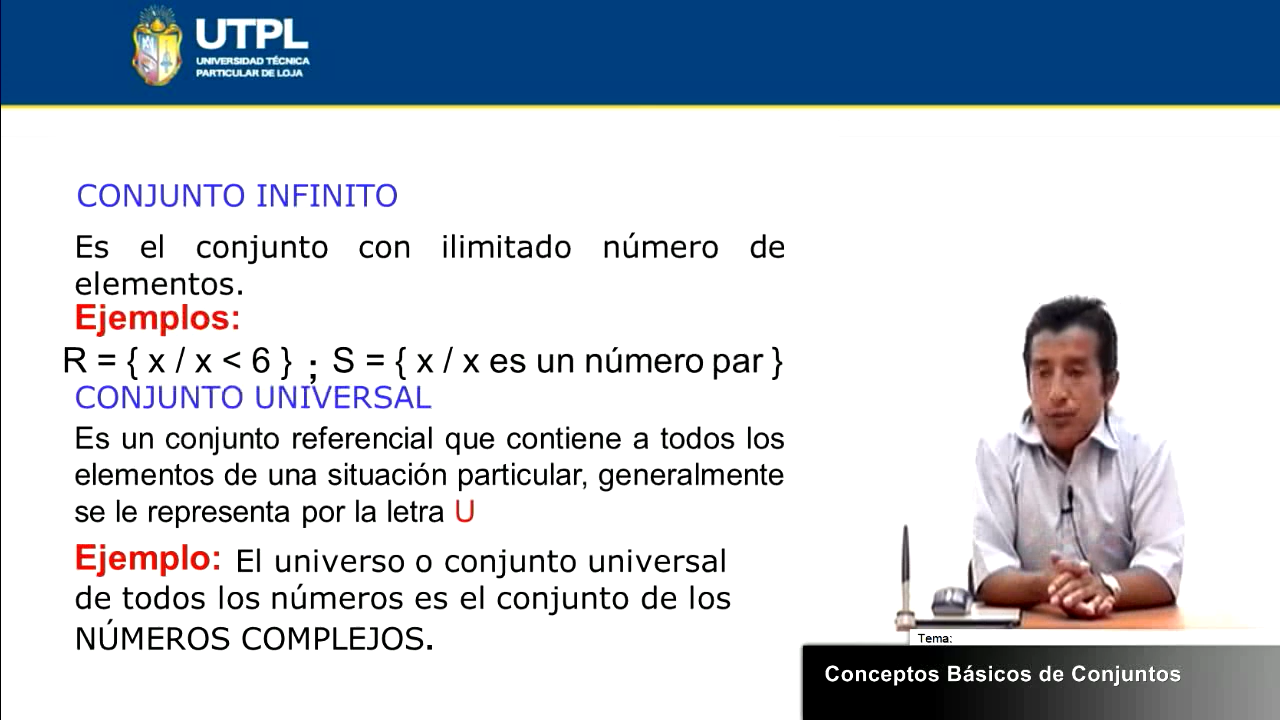 UTPL
UNIVERSIDAD TÉCNICA
PARTICULAR DE LOJA
CONJUNTO INFINITO
Es el conjunto con ilimitado número de
elementos.
Ejemplos:
R = { x / x < 6 } ; S = { x / x es un número par }
CONJUNTO UNIVERSAL
Es un conjunto referencial que contiene a todos los
elementos de una situación particular, generalmente
se le representa por la letra U
Ejemplo: El universo o conjunto universal
de todos los números es el conjunto de los
NÚMEROS COMPLEJOS.
Tema:
Conceptos Básicos de Conjuntos